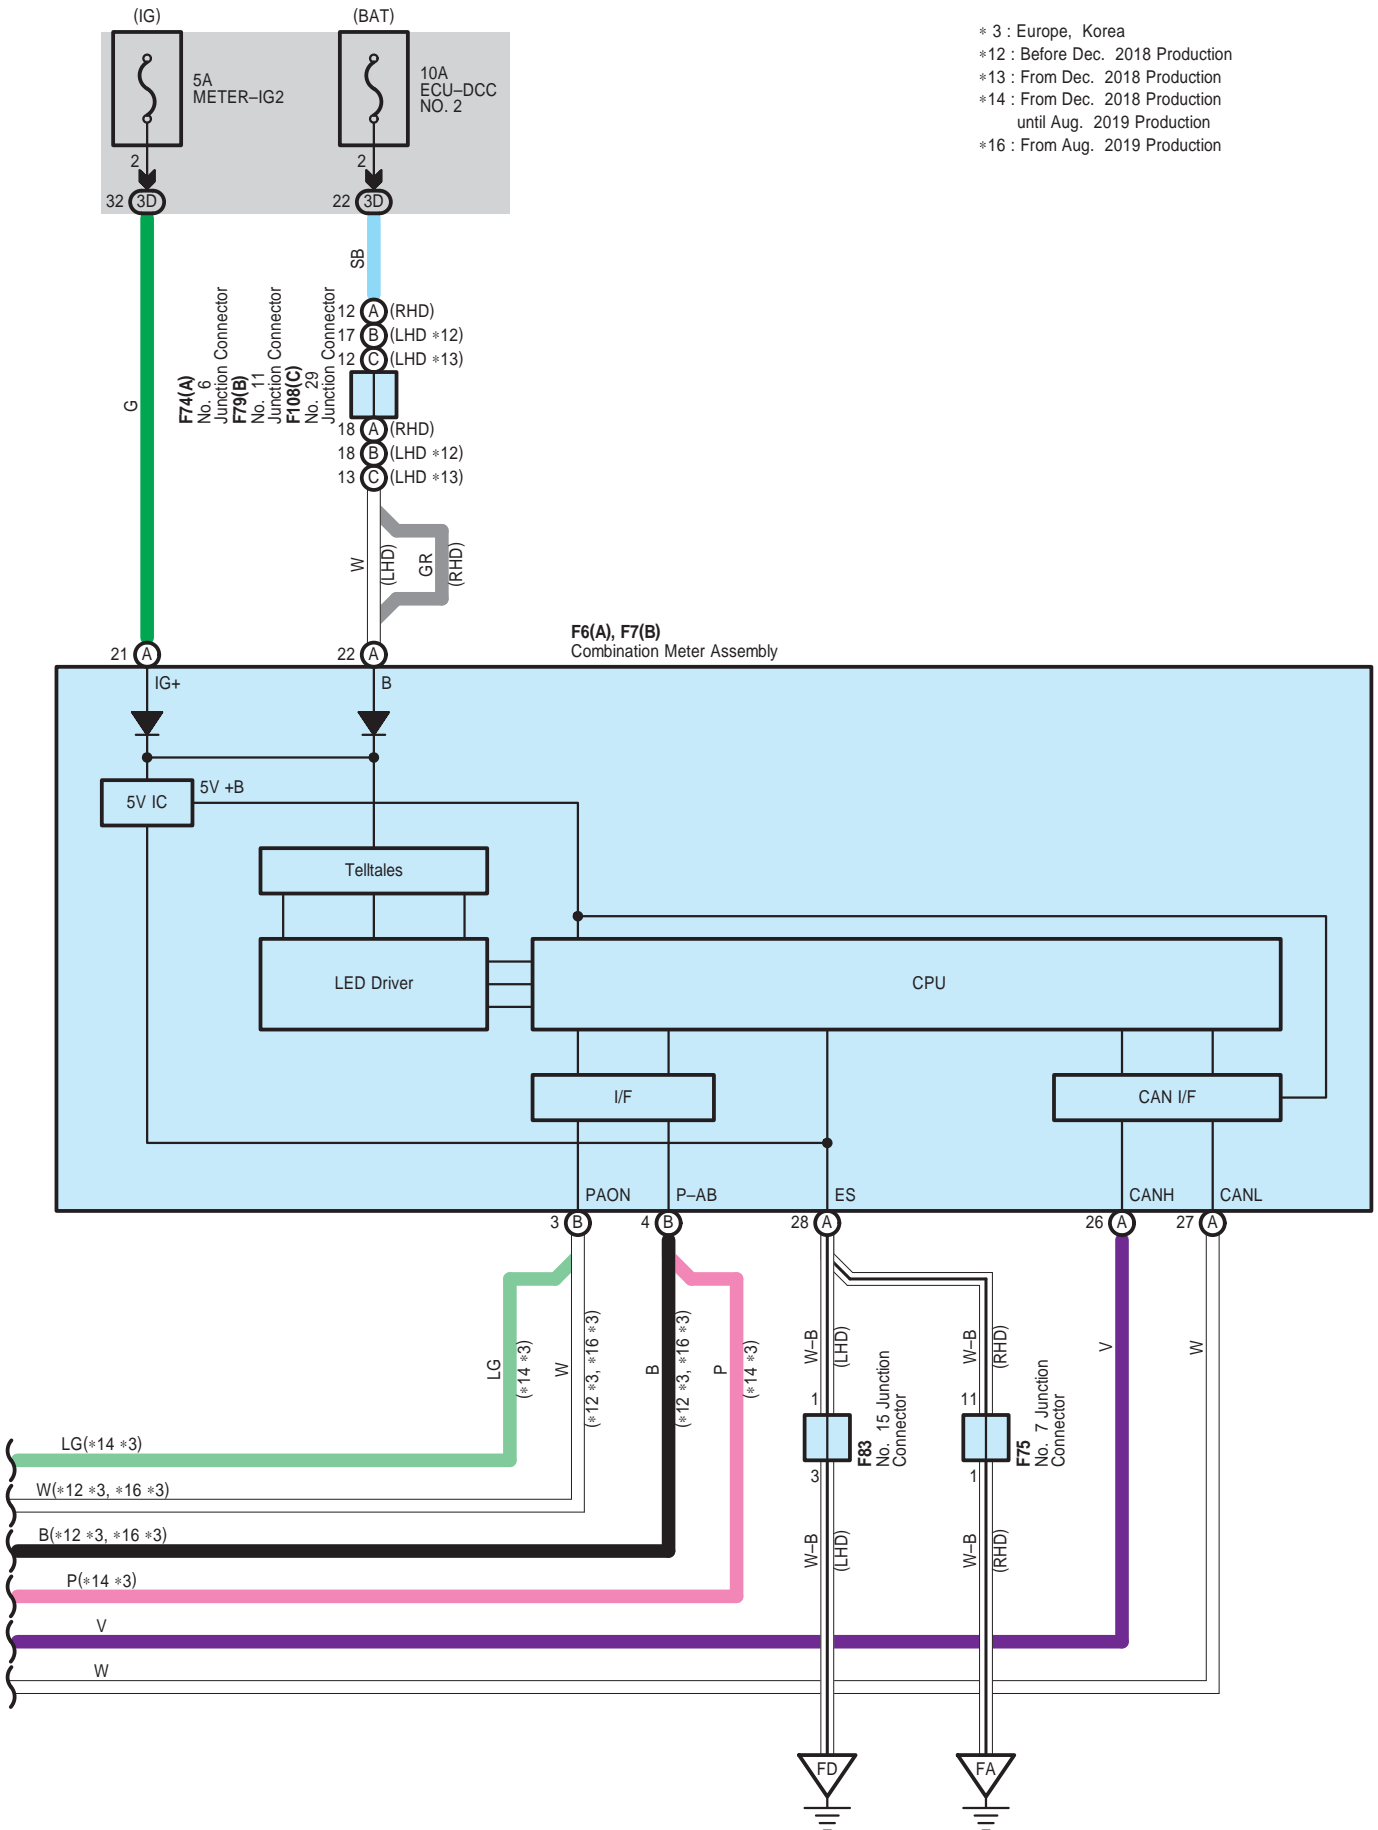 (IG)
(BAT)
∗ 3 : Europe, Korea
∗12 : Before Dec. 2018 Production
∗13 : From Dec. 2018 Production
∗14 : From Dec. 2018 Production
until Aug. 2019 Production
∗16 : From Aug. 2019 Production
5A
METER–IG2
10A
ECU–DCC
NO. 2
2
2
32
3D
22
3D
SB
G
F74(A)
No. 6
Junction Connector
F79(B)
No. 11
Junction Connector
F108(C)
No. 29
Junction Connector
12 A (RHD)
17 B (LHD ∗12)
12 C (LHD ∗13)
18 A (RHD)
18 B (LHD ∗12)
13 C (LHD ∗13)
W
(LHD)
GR
(RHD)
F6(A), F7(B)
Combination Meter Assembly
21 A
22 A
IG+
B
5V IC
5V +B
Telltales
LED Driver
CPU
I/F
CAN I/F
PAON
P–AB
ES
CANH
CANL
3 B
4 B
28 A
26 A
27 A
LG
(∗14 ∗3)
W
(∗12 ∗3, ∗16 ∗3)
B
(∗12 ∗3, ∗16 ∗3)
P
(∗14 ∗3)
W–B
(LHD)
W–B
(RHD)
V
W
1
F83
No. 15 Junction
Connector
3
11
F75
No. 7 Junction
Connector
1
LG(∗14 ∗3)
W(∗12 ∗3, ∗16 ∗3)
B(∗12 ∗3, ∗16 ∗3)
P(∗14 ∗3)
V
W
W–B
(LHD)
W–B
(RHD)
FD
FA